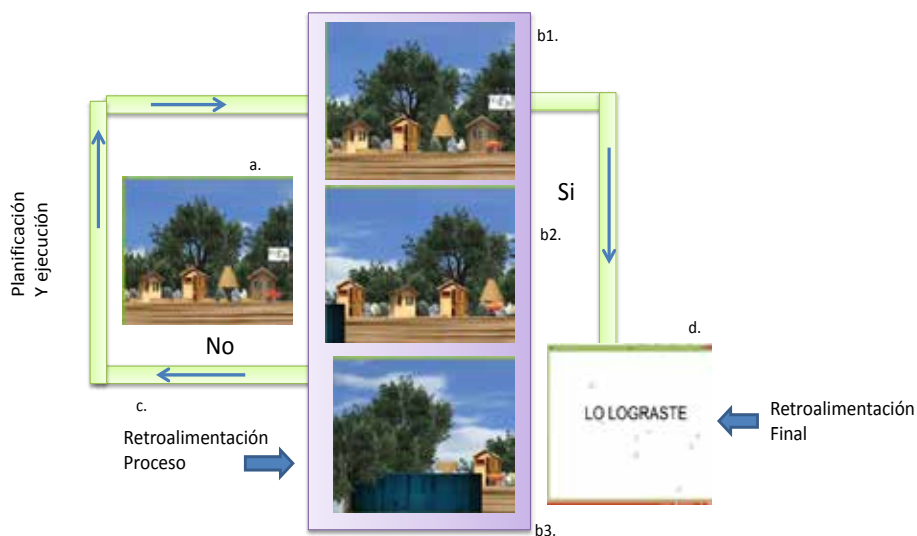 b1.
a.
Si
b2.
Planificación
Y ejecución
No
d.
c.
LO LOGRASTE
Retroalimentación
Final
Retroalimentación
Proceso
b3.